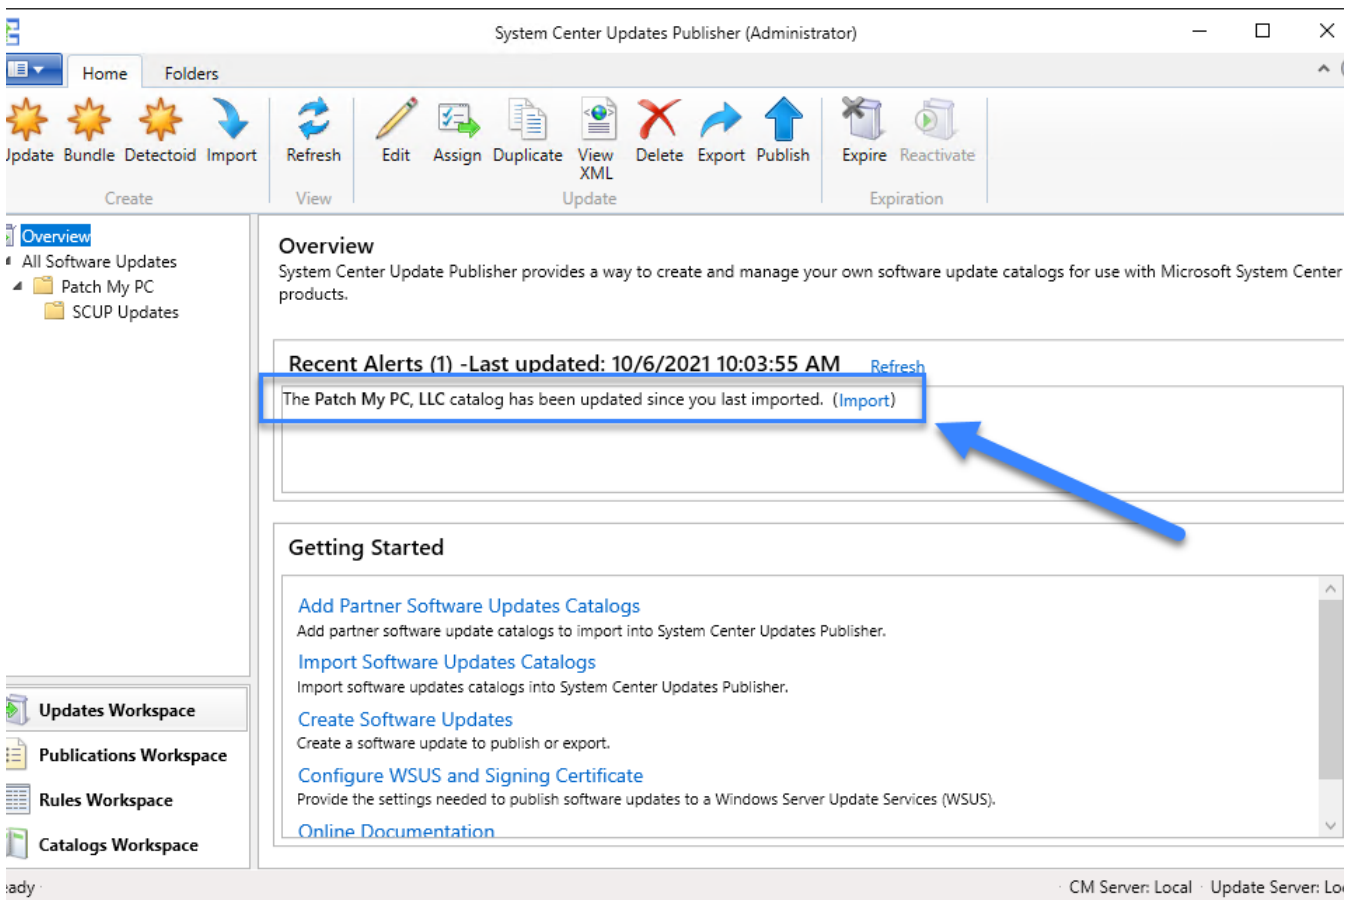 System Center Updates Publisher (Administrator)
Home Folders
Update Bundle Detectoid Import Refresh Edit Assign Duplicate View XML Delete Export Publish Expire Reactivate
Create View Update Expiration
Overview
All Software Updates
Patch My PC
SCUP Updates
Overview
System Center Update Publisher provides a way to create and manage your own software update catalogs for use with Microsoft System Center
products.
Recent Alerts (1) -Last updated: 10/6/2021 10:03:55 AM Refresh
The Patch My PC, LLC catalog has been updated since you last imported. (Import)
Getting Started
Add Partner Software Updates Catalogs
Add partner software update catalogs to import into System Center Updates Publisher.
Import Software Updates Catalogs
Import software updates catalogs into System Center Updates Publisher.
Create Software Updates
Create a software update to publish or export.
Configure WSUS and Signing Certificate
Provide the settings needed to publish software updates to a Windows Server Update Services (WSUS).
Online Documentation
Updates Workspace
Publications Workspace
Rules Workspace
Catalogs Workspace
eady
CM Server: Local Update Server: Lo